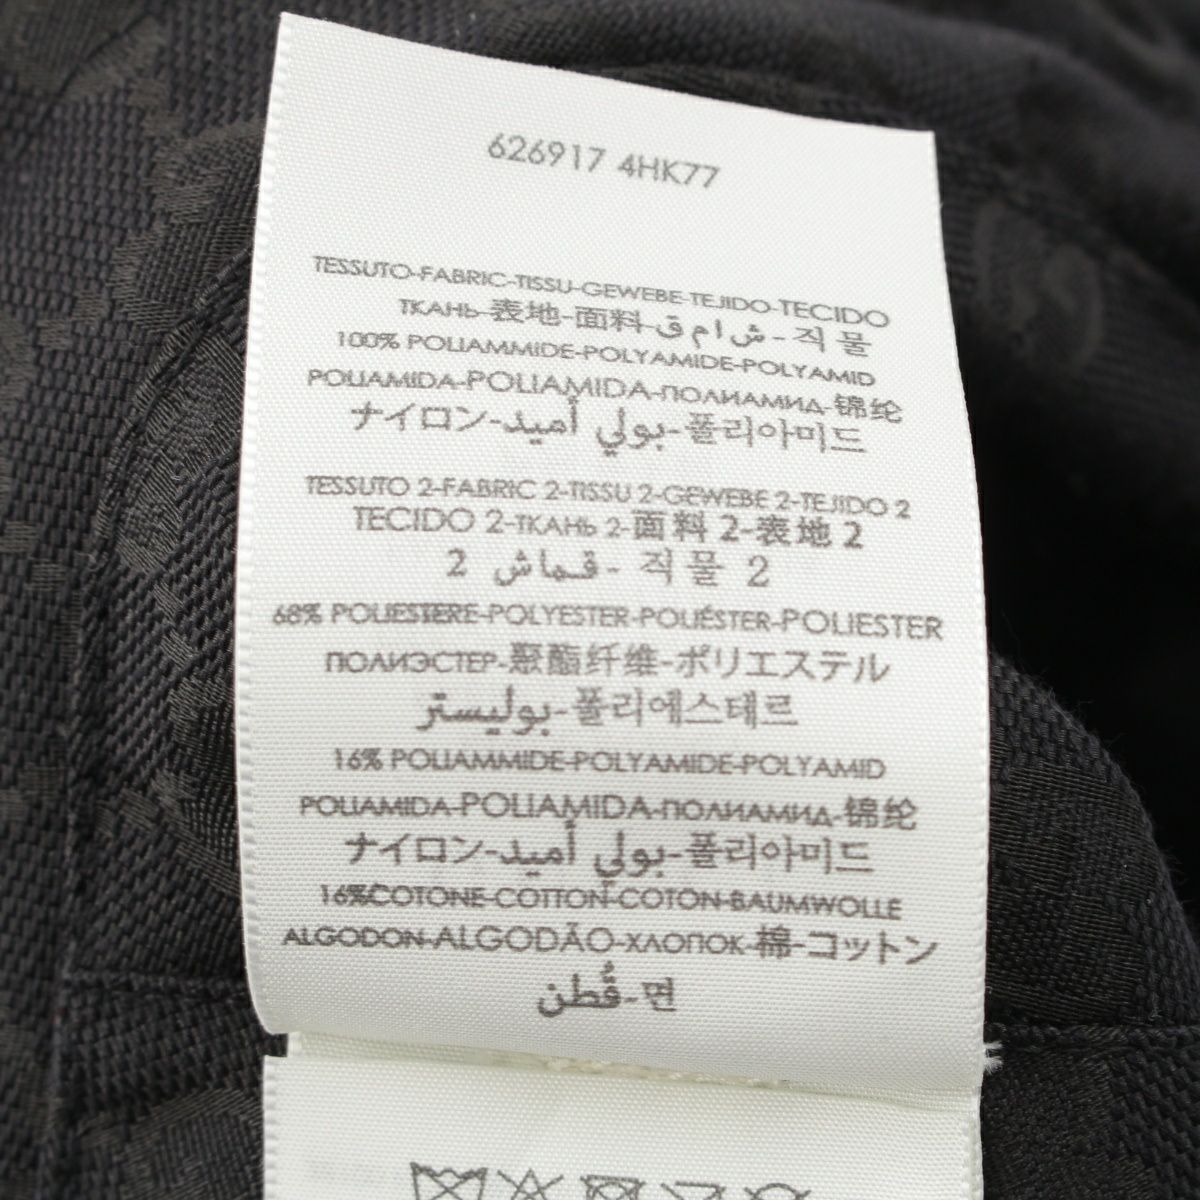 626917 4HK77
TESSUTO-FABRIC-TISSU-GEWEBE-TEJIDO-TECIDO
ТКАНЬ-表地-面料-ش ا م ق-직물
100% POLIAMMIDE-POLYAMIDE-POLYAMID
POLIAMIDA-POLIAMIDA-ПОЛИАМИД-锦纶
ナイロン-بولي أميد-폴리아미드
TESSUTO 2-FABRIC 2-TISSU 2-GEWEBE 2-TEJIDO 2
TECIDO 2-ТКАНЬ 2-面料 2-表地 2
2 قماش- 직물 2
68% POLIESTERE-POLYESTER-POLIÉSTER-POLIESTER
ПОЛИЭСТЕР-聚酯纤维-ポリエステル
بوليستر-폴리에스테르
16% POLIAMMIDE-POLYAMIDE-POLYAMID
POLIAMIDA-POLIAMIDA-ПОЛИАМИД-锦纶
ナイロン-بولي أميد-폴리아미드
16%COTONE-COTTON-COTON-BAUMWOLLE
ALGODON-ALGODÃO-ХЛОПОК-棉-コットン
قُطن-면